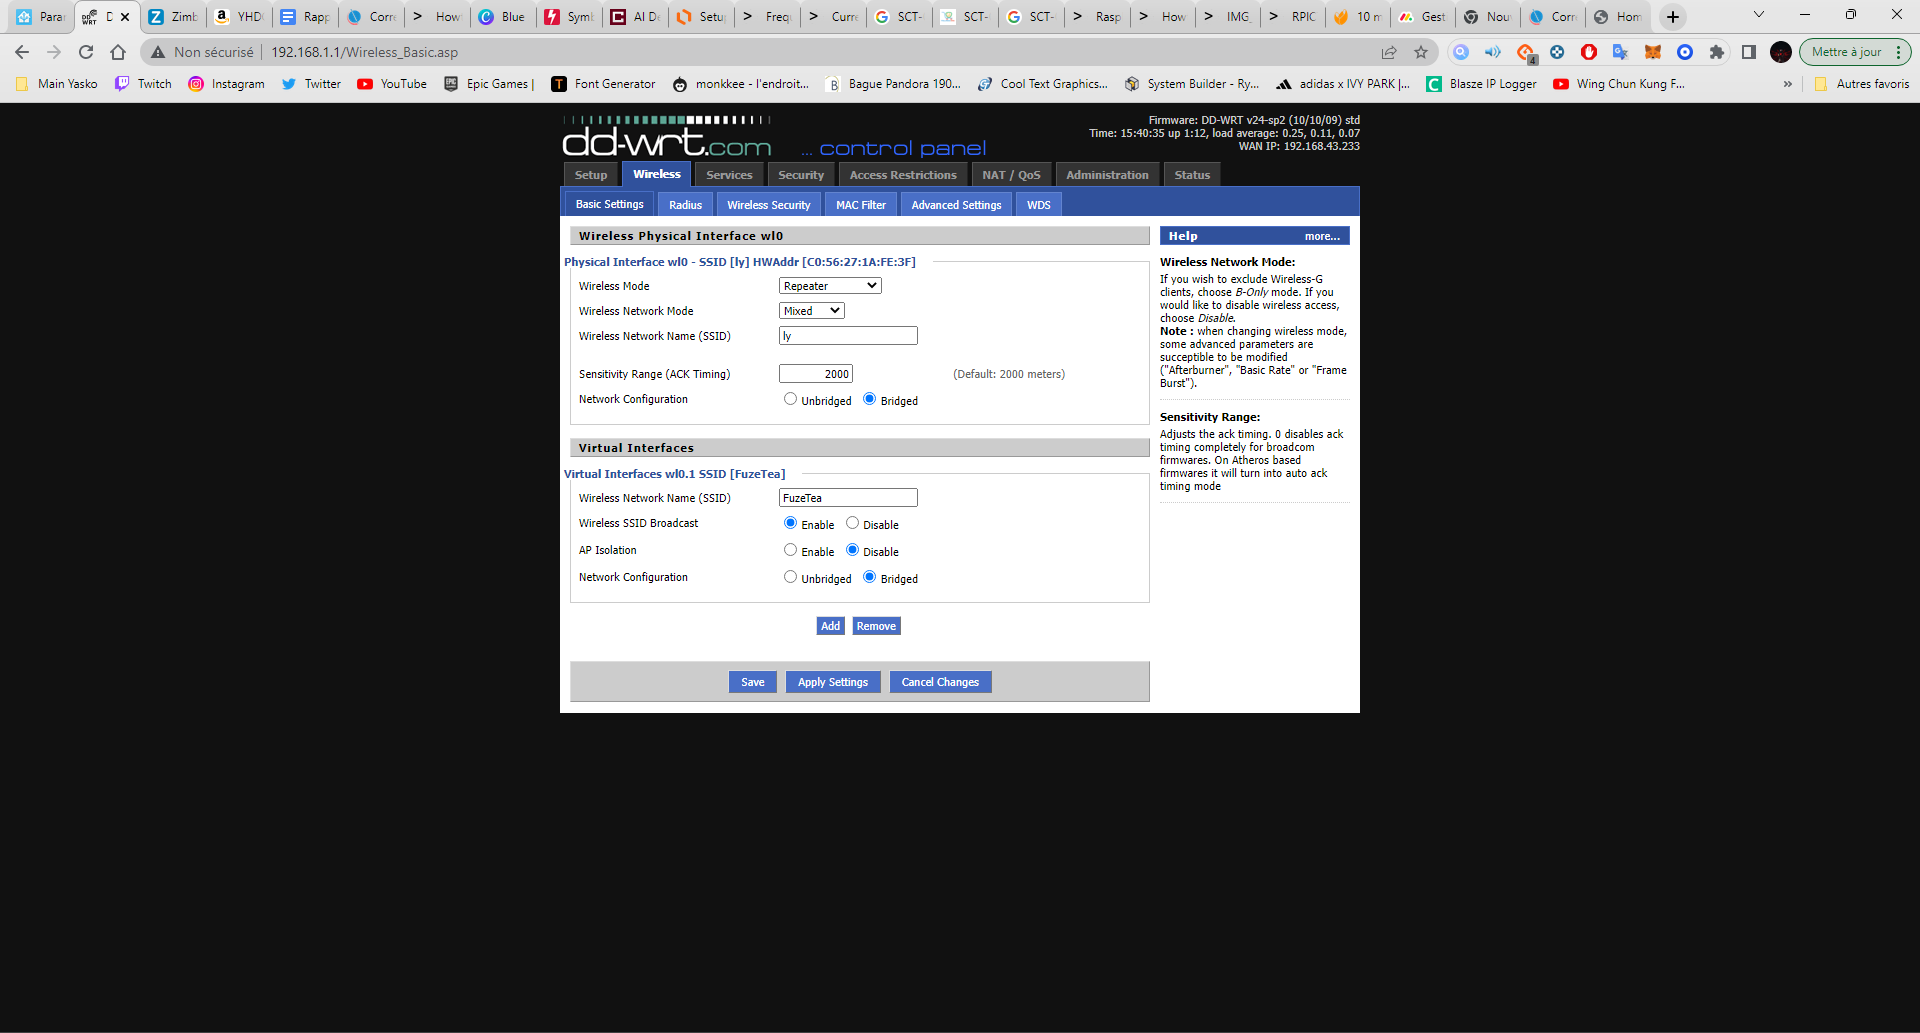 Para
D
Zimb
YHD
Rapp
Corre
How
Blue
Symb
AI De
Setu
Frequ
Curre
SCT-
SCT-
SCT-
Rasp
How
IMG_
RPIC
10 m
Gest
Nou
Corr
Hom
Non sécurisé 192.168.1.1/Wireless_Basic.asp
4
Mettre à jour
Main Yasko
Twitch
Instagram
Twitter
YouTube
Epic Games |
Font Generator
monkkee - l'endroit...
Bague Pandora 190...
Cool Text Graphics...
System Builder - Ry...
adidas x IVY PARK |...
Blasze IP Logger
Wing Chun Kung F...
»
Autres favoris
dd-wrt.com ... control panel
Firmware: DD-WRT v24-sp2 (10/10/09) std
Time: 15:40:35 up 1:12, load average: 0.25, 0.11, 0.07
WAN IP: 192.168.43.233
Setup Wireless Services Security Access Restrictions NAT / QoS Administration Status
Basic Settings Radius Wireless Security MAC Filter Advanced Settings WDS
Wireless Physical Interface wl0
Physical Interface wl0 - SSID [ly] HWAddr [C0:56:27:1A:FE:3F]
Wireless Mode Repeater
Wireless Network Mode Mixed
Wireless Network Name (SSID) ly
Sensitivity Range (ACK Timing) 2000 (Default: 2000 meters)
Network Configuration Unbridged Bridged
Virtual Interfaces
Virtual Interfaces wl0.1 SSID [FuzeTea]
Wireless Network Name (SSID) FuzeTea
Wireless SSID Broadcast Enable Disable
AP Isolation Enable Disable
Network Configuration Unbridged Bridged
Add Remove
Save Apply Settings Cancel Changes
Help more...
Wireless Network Mode:
If you wish to exclude Wireless-G
clients, choose B-Only mode. If you
would like to disable wireless access,
choose Disable.
Note : when changing wireless mode,
some advanced parameters are
succeptible to be modified
("Afterburner", "Basic Rate" or "Frame
Burst").
Sensitivity Range:
Adjusts the ack timing. 0 disables ack
timing completely for broadcom
firmwares. On Atheros based
firmwares it will turn into auto ack
timing mode